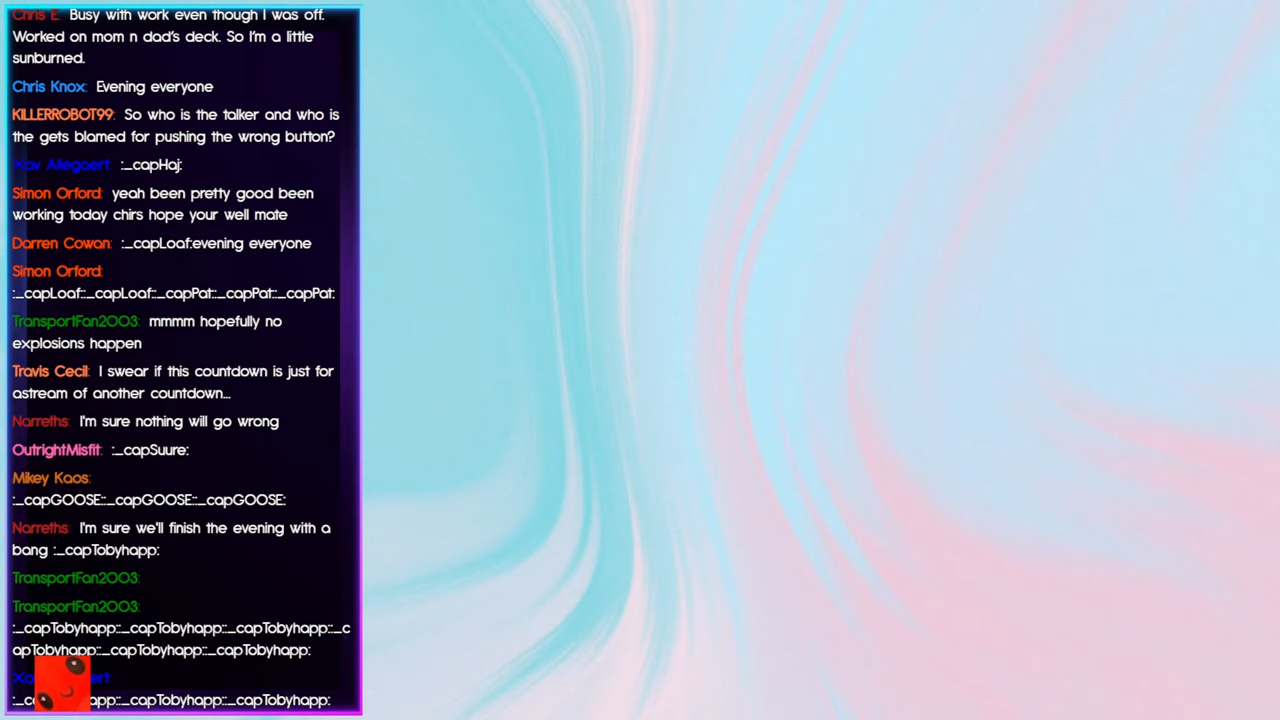 Chris E: Busy with work even though I was off.
Worked on mom n dad's deck. So I'm a little
sunburned.
Chris Knox: Evening everyone
KILLERROBOT99: So who is the talker and who is
the gets blamed for pushing the wrong button?
Xav Allegaert: :_capHaj:
Simon Orford: yeah been pretty good been
working today chirs hope your well mate
Darren Cowan: :_capLoaf:evening everyone
Simon Orford:
:_capLoaf::_capLoaf::_capPat::_capPat::_capPat:
TransportFan2003: mmmm hopefully no
explosions happen
Travis Cecil: I swear if this countdown is just for
astream of another countdown...
Narreths: I'm sure nothing will go wrong
OutrightMisfit: :_capSuure:
Mikey Kaos:
:_capGOOSE::_capGOOSE::_capGOOSE:
Narreths: I'm sure we'll finish the evening with a
bang :_capTobyhapp:
TransportFan2003:
TransportFan2003:
:_capTobyhapp::_capTobyhapp::_capTobyhapp::_c
apTobyhapp::_capTobyhapp::_capTobyhapp:
:_capTobyhapp::_capTobyhapp: